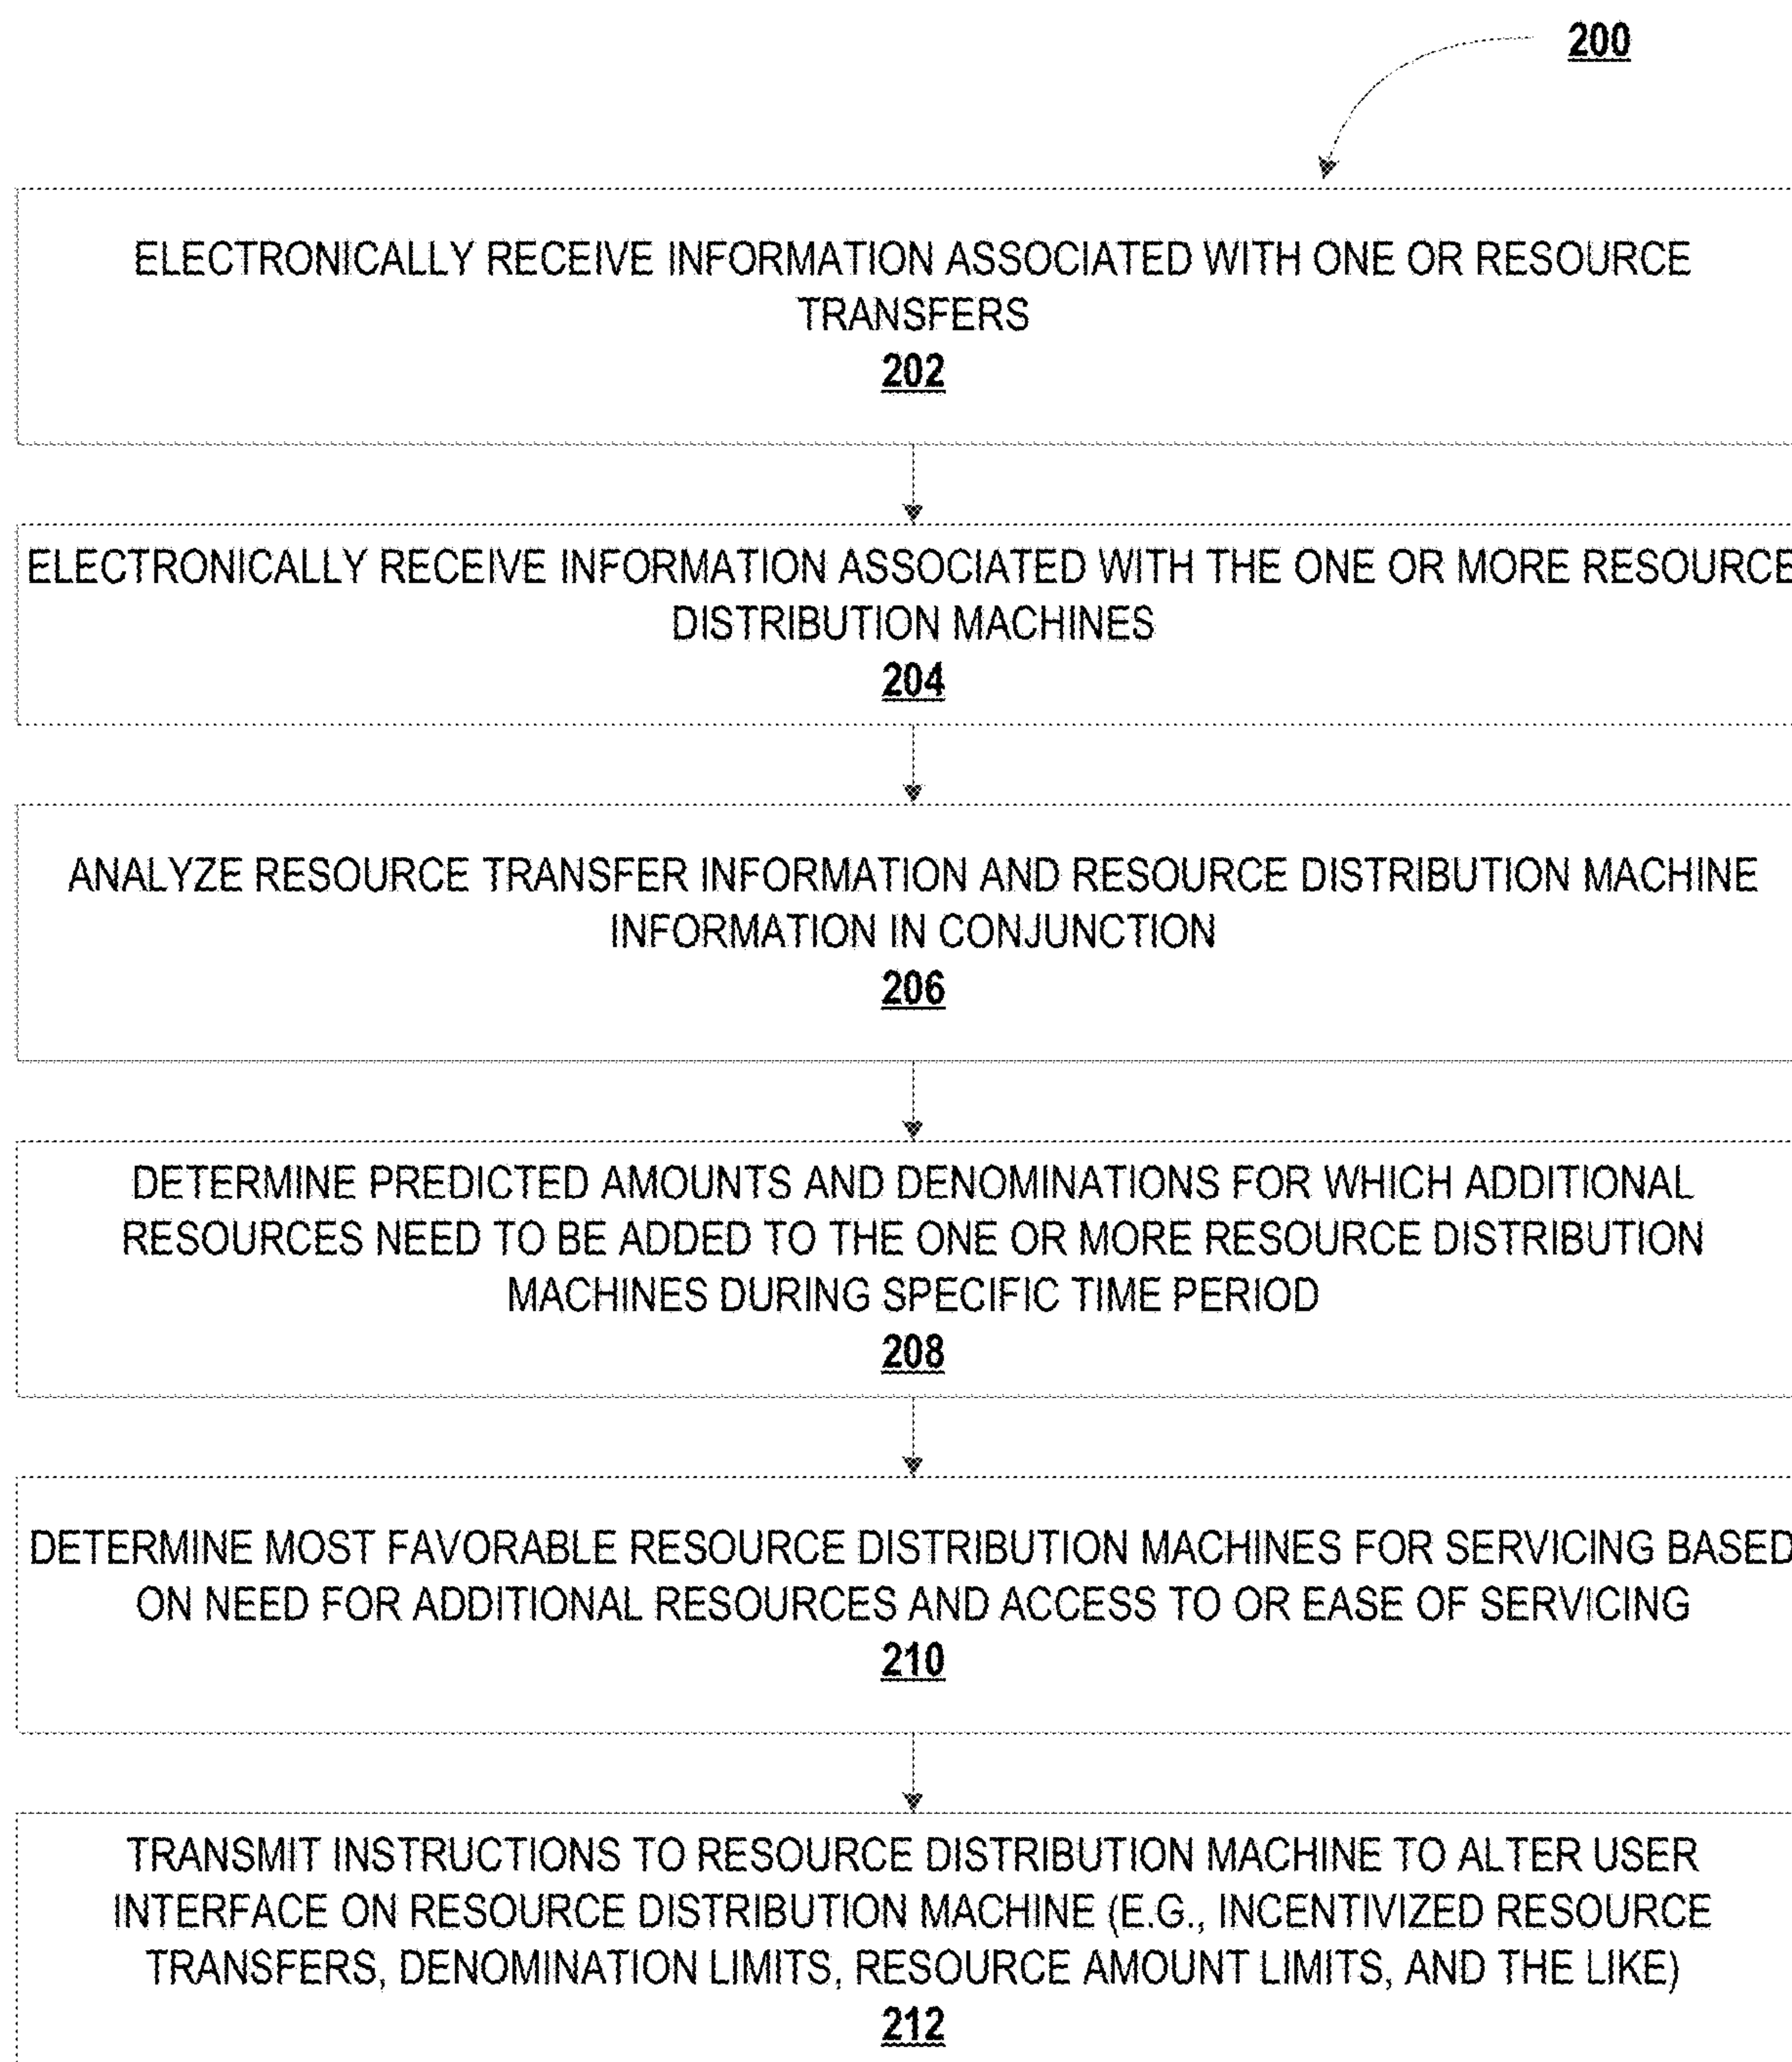 200
ELECTRONICALLY RECEIVE INFORMATION ASSOCIATED WITH ONE OR RESOURCE
TRANSFERS
202
ELECTRONICALLY RECEIVE INFORMATION ASSOCIATED WITH THE ONE OR MORE RESOURCE
DISTRIBUTION MACHINES
204
ANALYZE RESOURCE TRANSFER INFORMATION AND RESOURCE DISTRIBUTION MACHINE
INFORMATION IN CONJUNCTION
206
DETERMINE PREDICTED AMOUNTS AND DENOMINATIONS FOR WHICH ADDITIONAL
RESOURCES NEED TO BE ADDED TO THE ONE OR MORE RESOURCE DISTRIBUTION
MACHINES DURING SPECIFIC TIME PERIOD
208
DETERMINE MOST FAVORABLE RESOURCE DISTRIBUTION MACHINES FOR SERVICING BASED
ON NEED FOR ADDITIONAL RESOURCES AND ACCESS TO OR EASE OF SERVICING
210
TRANSMIT INSTRUCTIONS TO RESOURCE DISTRIBUTION MACHINE TO ALTER USER
INTERFACE ON RESOURCE DISTRIBUTION MACHINE (E.G., INCENTIVIZED RESOURCE
TRANSFERS, DENOMINATION LIMITS, RESOURCE AMOUNT LIMITS, AND THE LIKE)
212